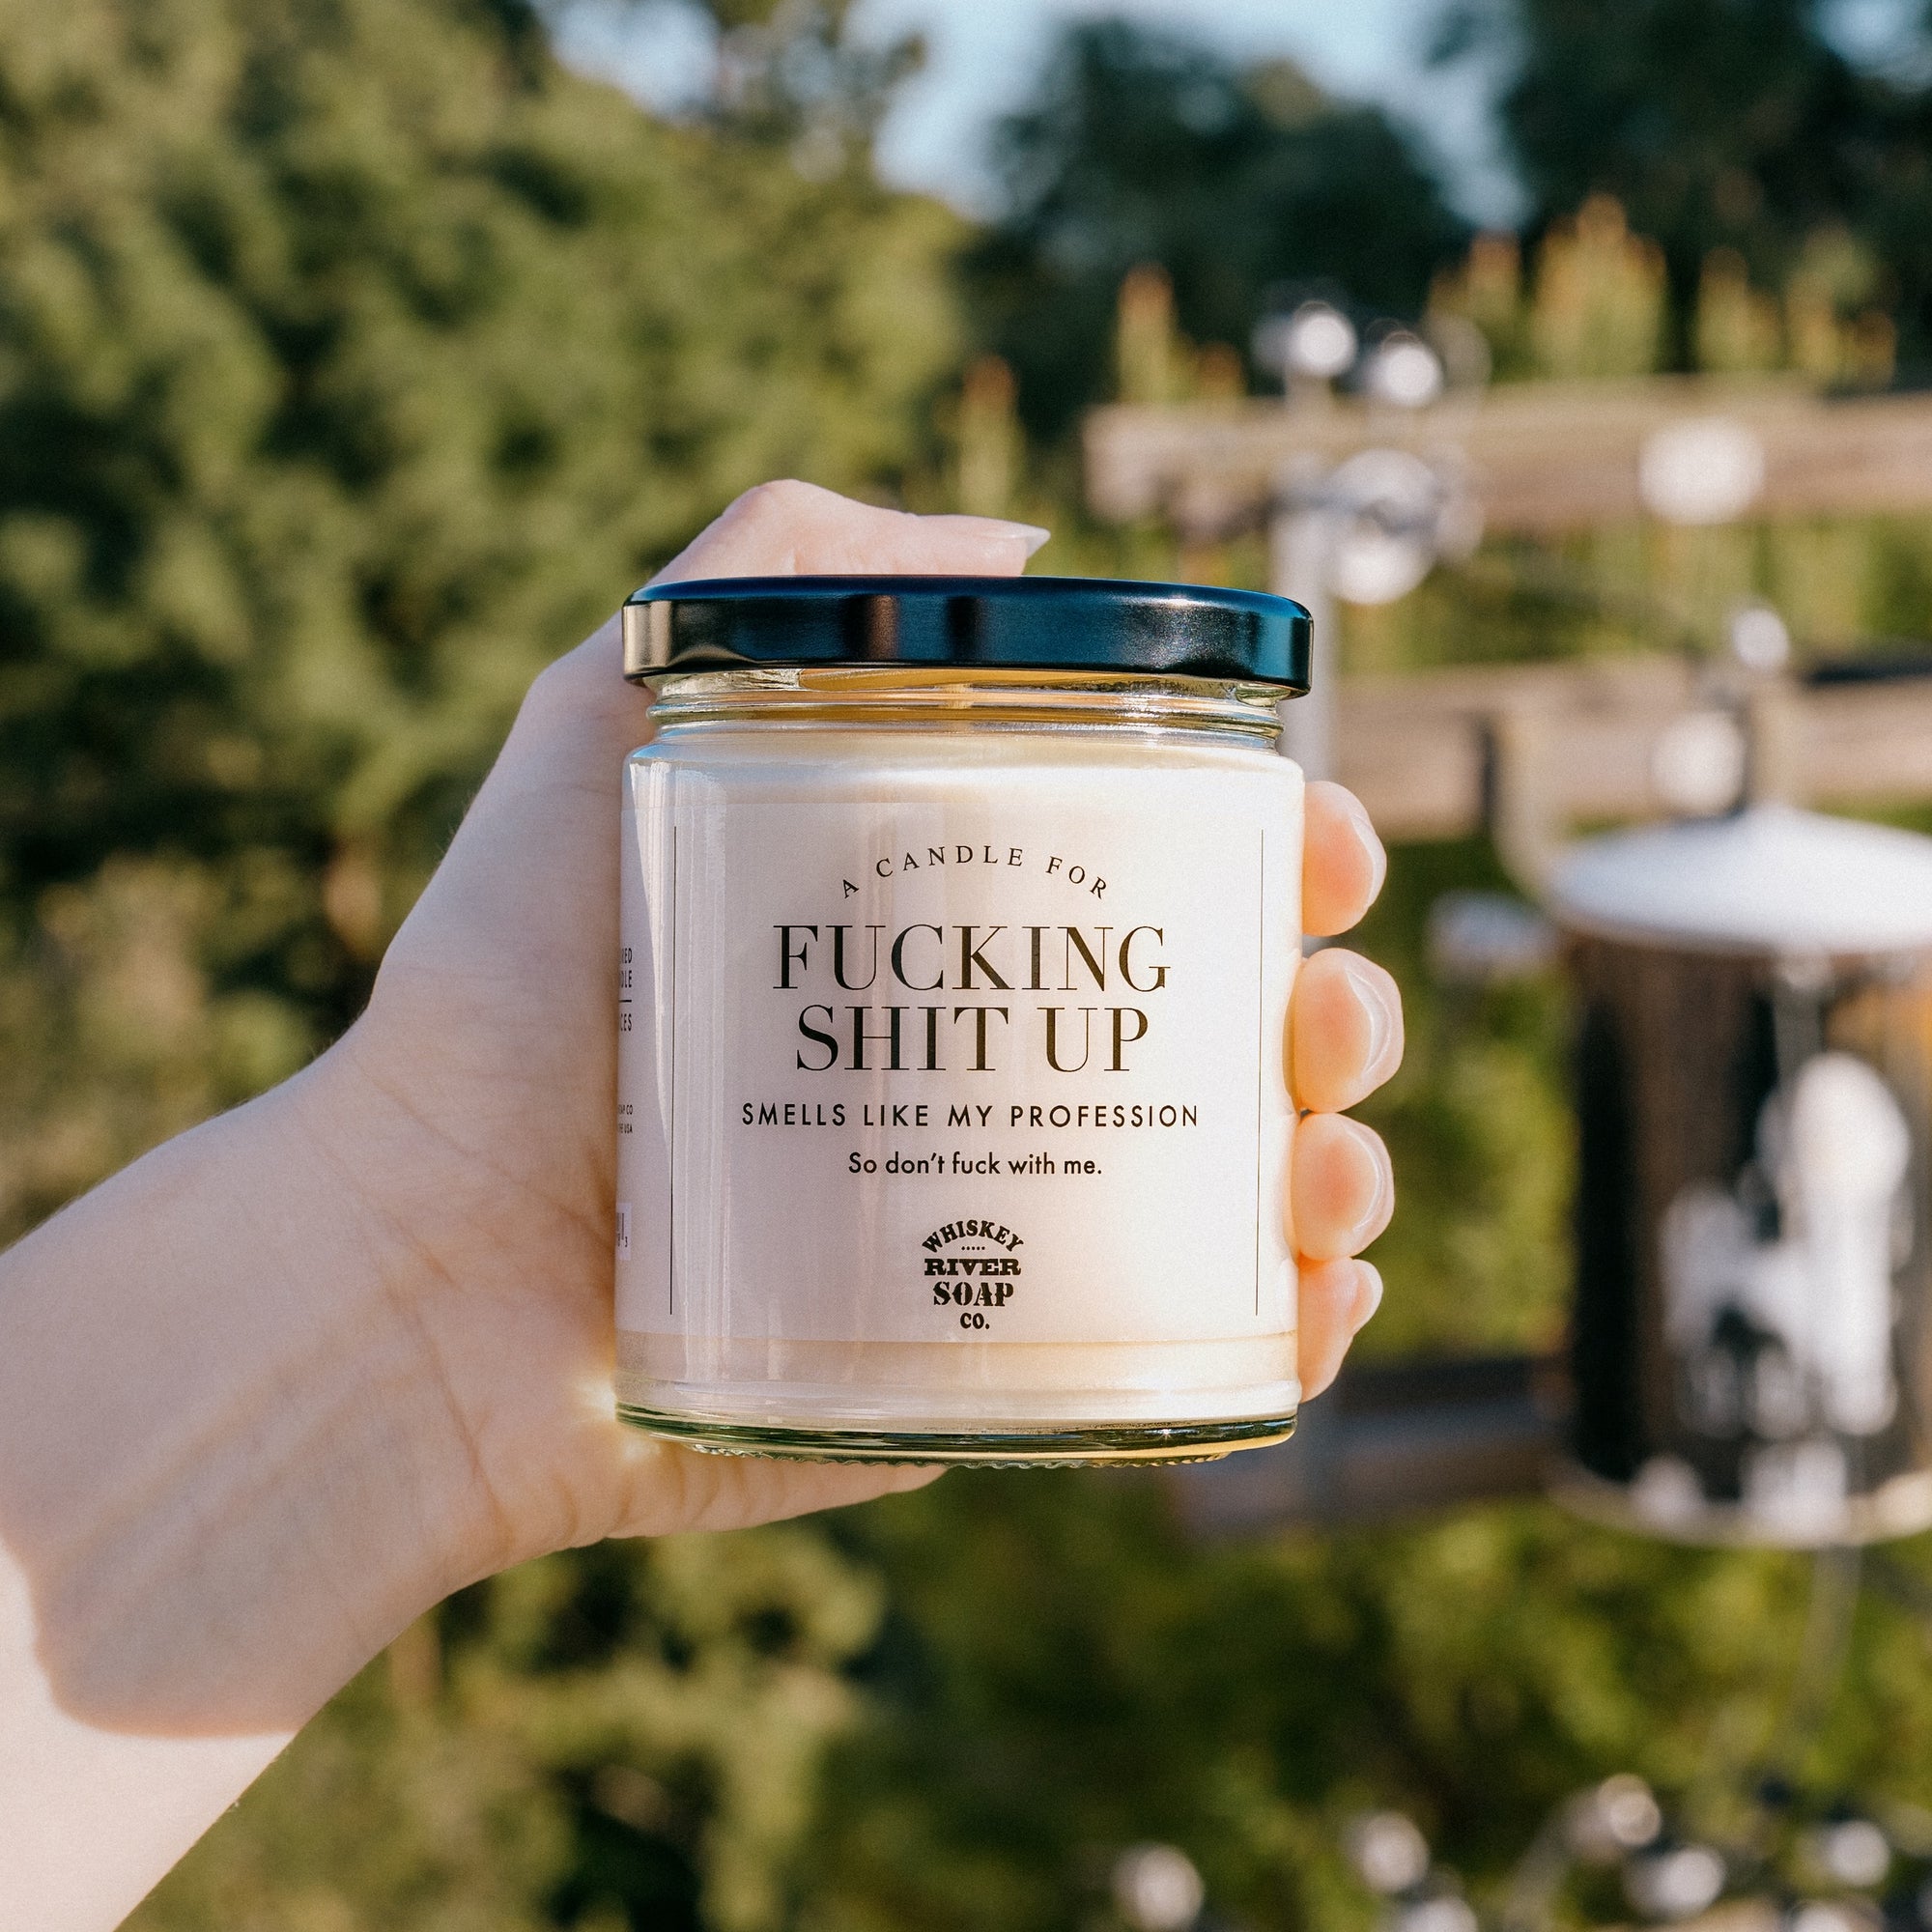 A CANDLE FOR
FUCKING
SHIT UP
SMELLS LIKE MY PROFESSION
So don't fuck with me.
WHISKEY
RIVER
SOAP
CO.